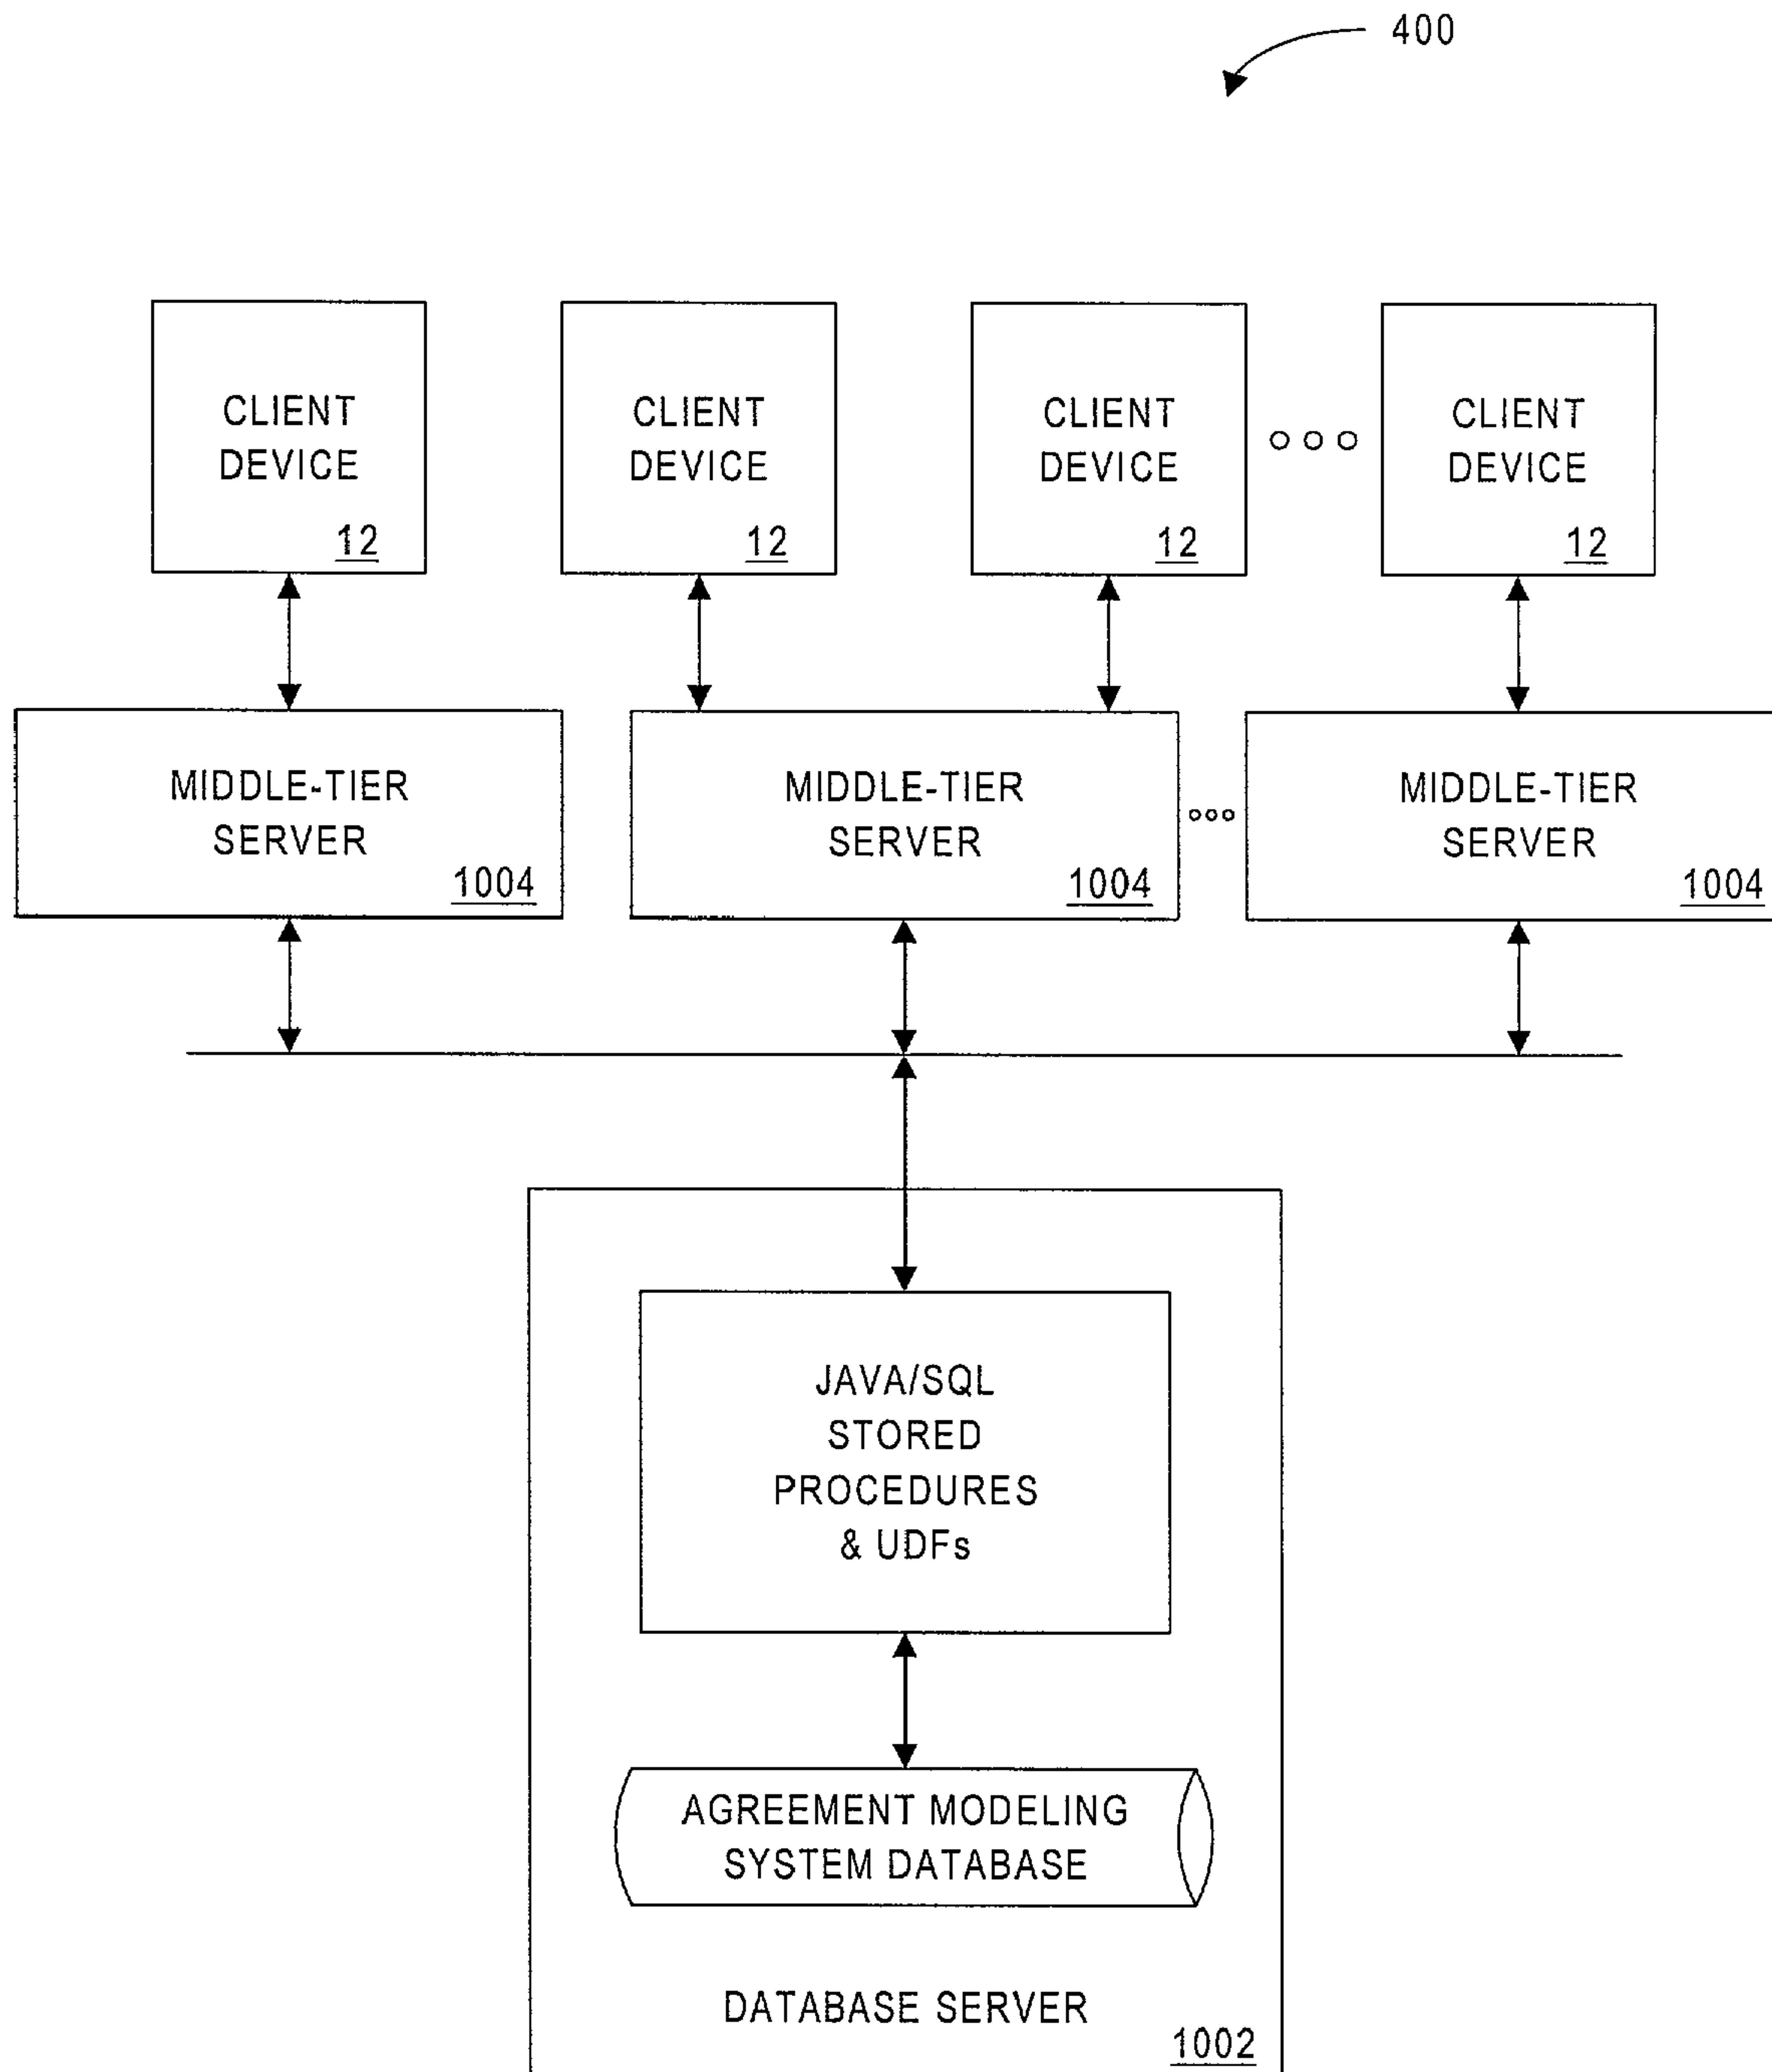 400
CLIENT
DEVICE
12
CLIENT
DEVICE
12
CLIENT
DEVICE
12
CLIENT
DEVICE
12
MIDDLE-TIER
SERVER
1004
MIDDLE-TIER
SERVER
1004
MIDDLE-TIER
SERVER
1004
JAVA/SQL
STORED
PROCEDURES
& UDFs
AGREEMENT MODELING
SYSTEM DATABASE
DATABASE SERVER
1002